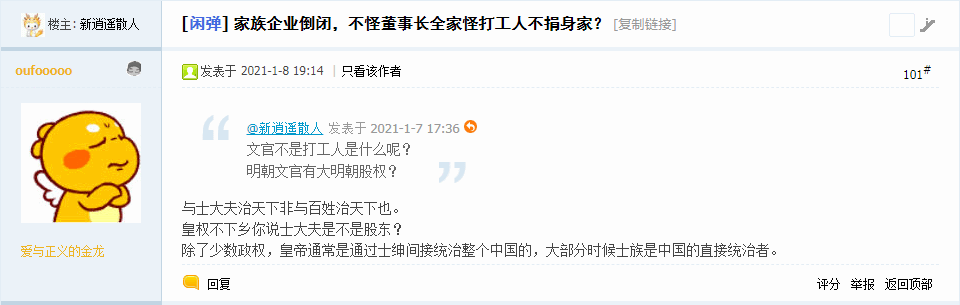 楼主: 新逍遥散人
[闲弹] 家族企业倒闭，不怪董事长全家怪打工人不捐身家？ [复制链接]
oufooooo
发表于 2021-1-8 19:14 | 只看该作者
101#
@新逍遥散人 发表于 2021-1-7 17:36
文官不是打工人是什么呢？
明朝文官有大明朝股权？
与士大夫治天下非与百姓治天下也。
皇权不下乡你说士大夫是不是股东？
除了少数政权，皇帝通常是通过士绅间接统治整个中国的，大部分时候士族是中国的直接统治者。
爱与正义的金龙
回复
评分 举报 返回顶部